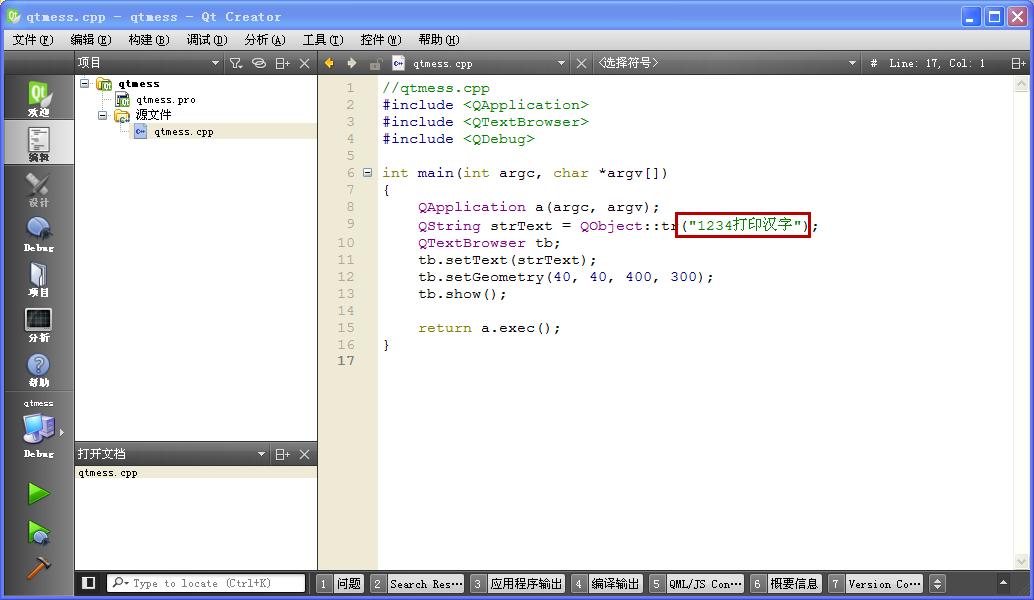 qtmess.cpp - qtmess - Qt Creator
文件(F) 编辑(E) 构建(B) 调试(D) 分析(A) 工具(T) 控件(W) 帮助(H)
项目
qtmess.cpp
<选择符号>
# Line: 17, Col: 1
欢迎
编辑
设计
Debug
项目
分析
帮助
qtmess
Debug
qtmess
qtmess.pro
源文件
qtmess.cpp
1 //qtmess.cpp
2 #include <QApplication>
3 #include <QTextBrowser>
4 #include <QDebug>
5
6 int main(int argc, char *argv[])
7 {
8 QApplication a(argc, argv);
9 QString strText = QObject::tr("1234打印汉字");
10 QTextBrowser tb;
11 tb.setText(strText);
12 tb.setGeometry(40, 40, 400, 300);
13 tb.show();
14
15 return a.exec();
16 }
17
打开文档
qtmess.cpp
Type to locate (Ctrl+K)
1 问题 2 Search Res··· 3 应用程序输出 4 编译输出 5 QML/JS Con··· 6 概要信息 7 Version Co···